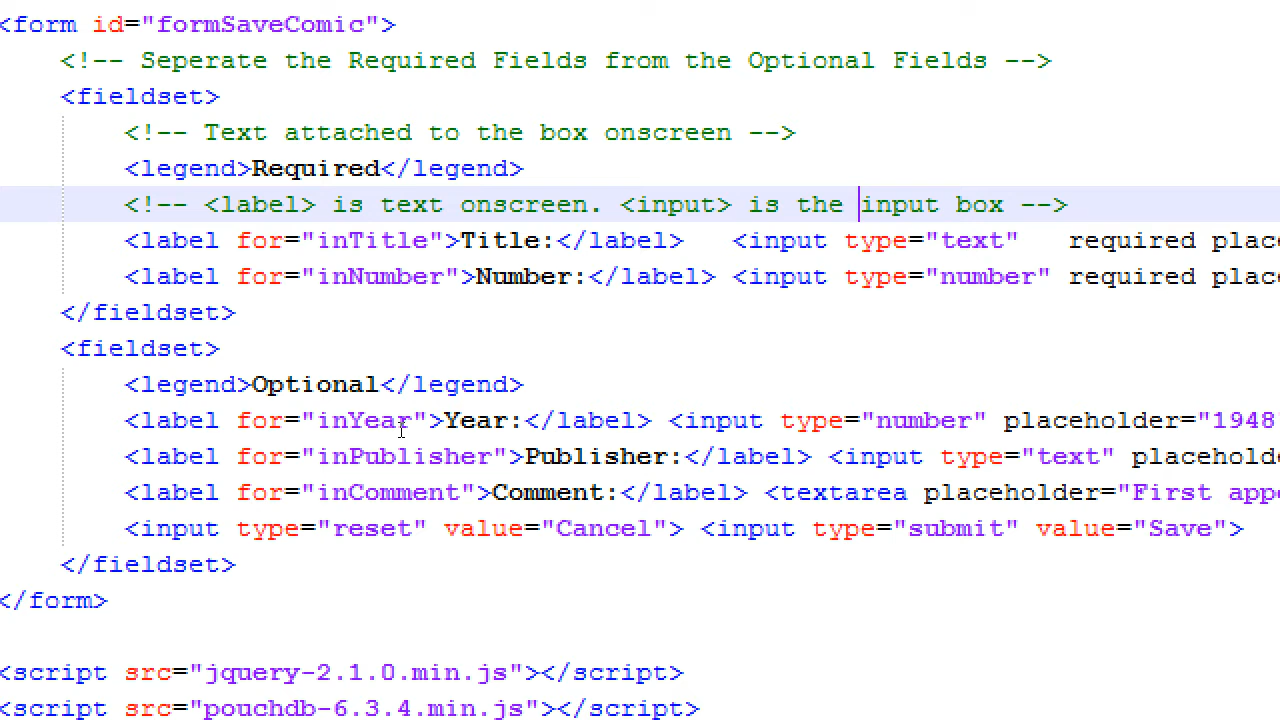 <form id="formSaveComic">
<!-- Seperate the Required Fields from the Optional Fields -->
<fieldset>
<!-- Text attached to the box onscreen -->
<legend>Required</legend>
<!-- <label> is text onscreen. <input> is the input box -->
<label for="inTitle">Title:</label>   <input type="text"   required place
<label for="inNumber">Number:</label> <input type="number" required place
</fieldset>
<fieldset>
<legend>Optional</legend>
<label for="inYear">Year:</label> <input type="number" placeholder="1948
<label for="inPublisher">Publisher:</label> <input type="text" placeholde
<label for="inComment">Comment:</label> <textarea placeholder="First appe
<input type="reset" value="Cancel"> <input type="submit" value="Save">
</fieldset>
</form>
<script src="jquery-2.1.0.min.js"></script>
<script src="pouchdb-6.3.4.min.js"></script>